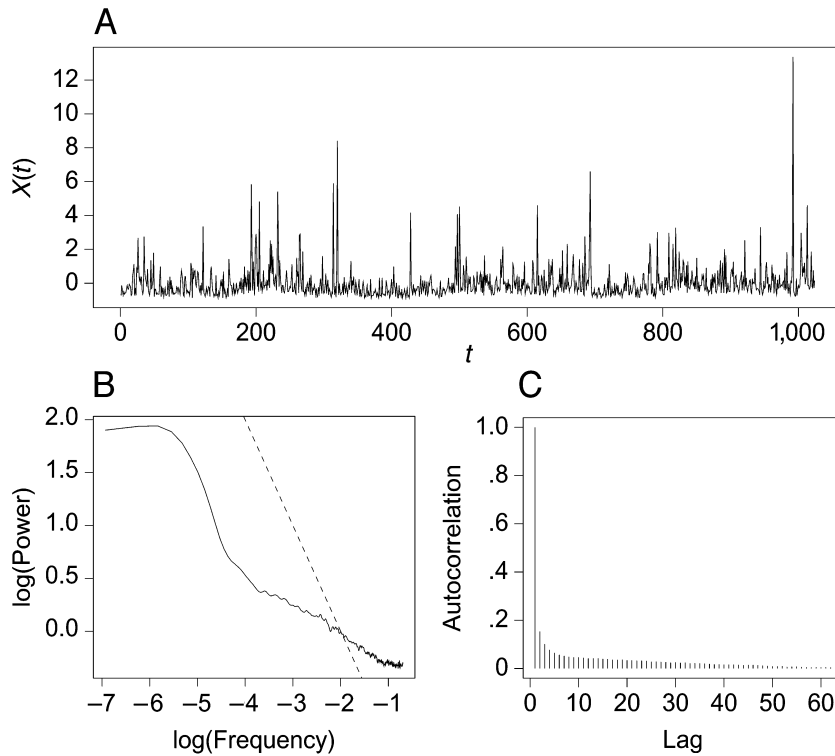 A
X(t)
12
10
8
6
4
2
0
0 200 400 600 800 1,000
t
B
log(Power)
2.0
1.5
1.0
0.5
0.0
–7 –6 –5 –4 –3 –2 –1
log(Frequency)
C
Autocorrelation
1.0
.8
.6
.4
.2
0
0 10 20 30 40 50 60
Lag